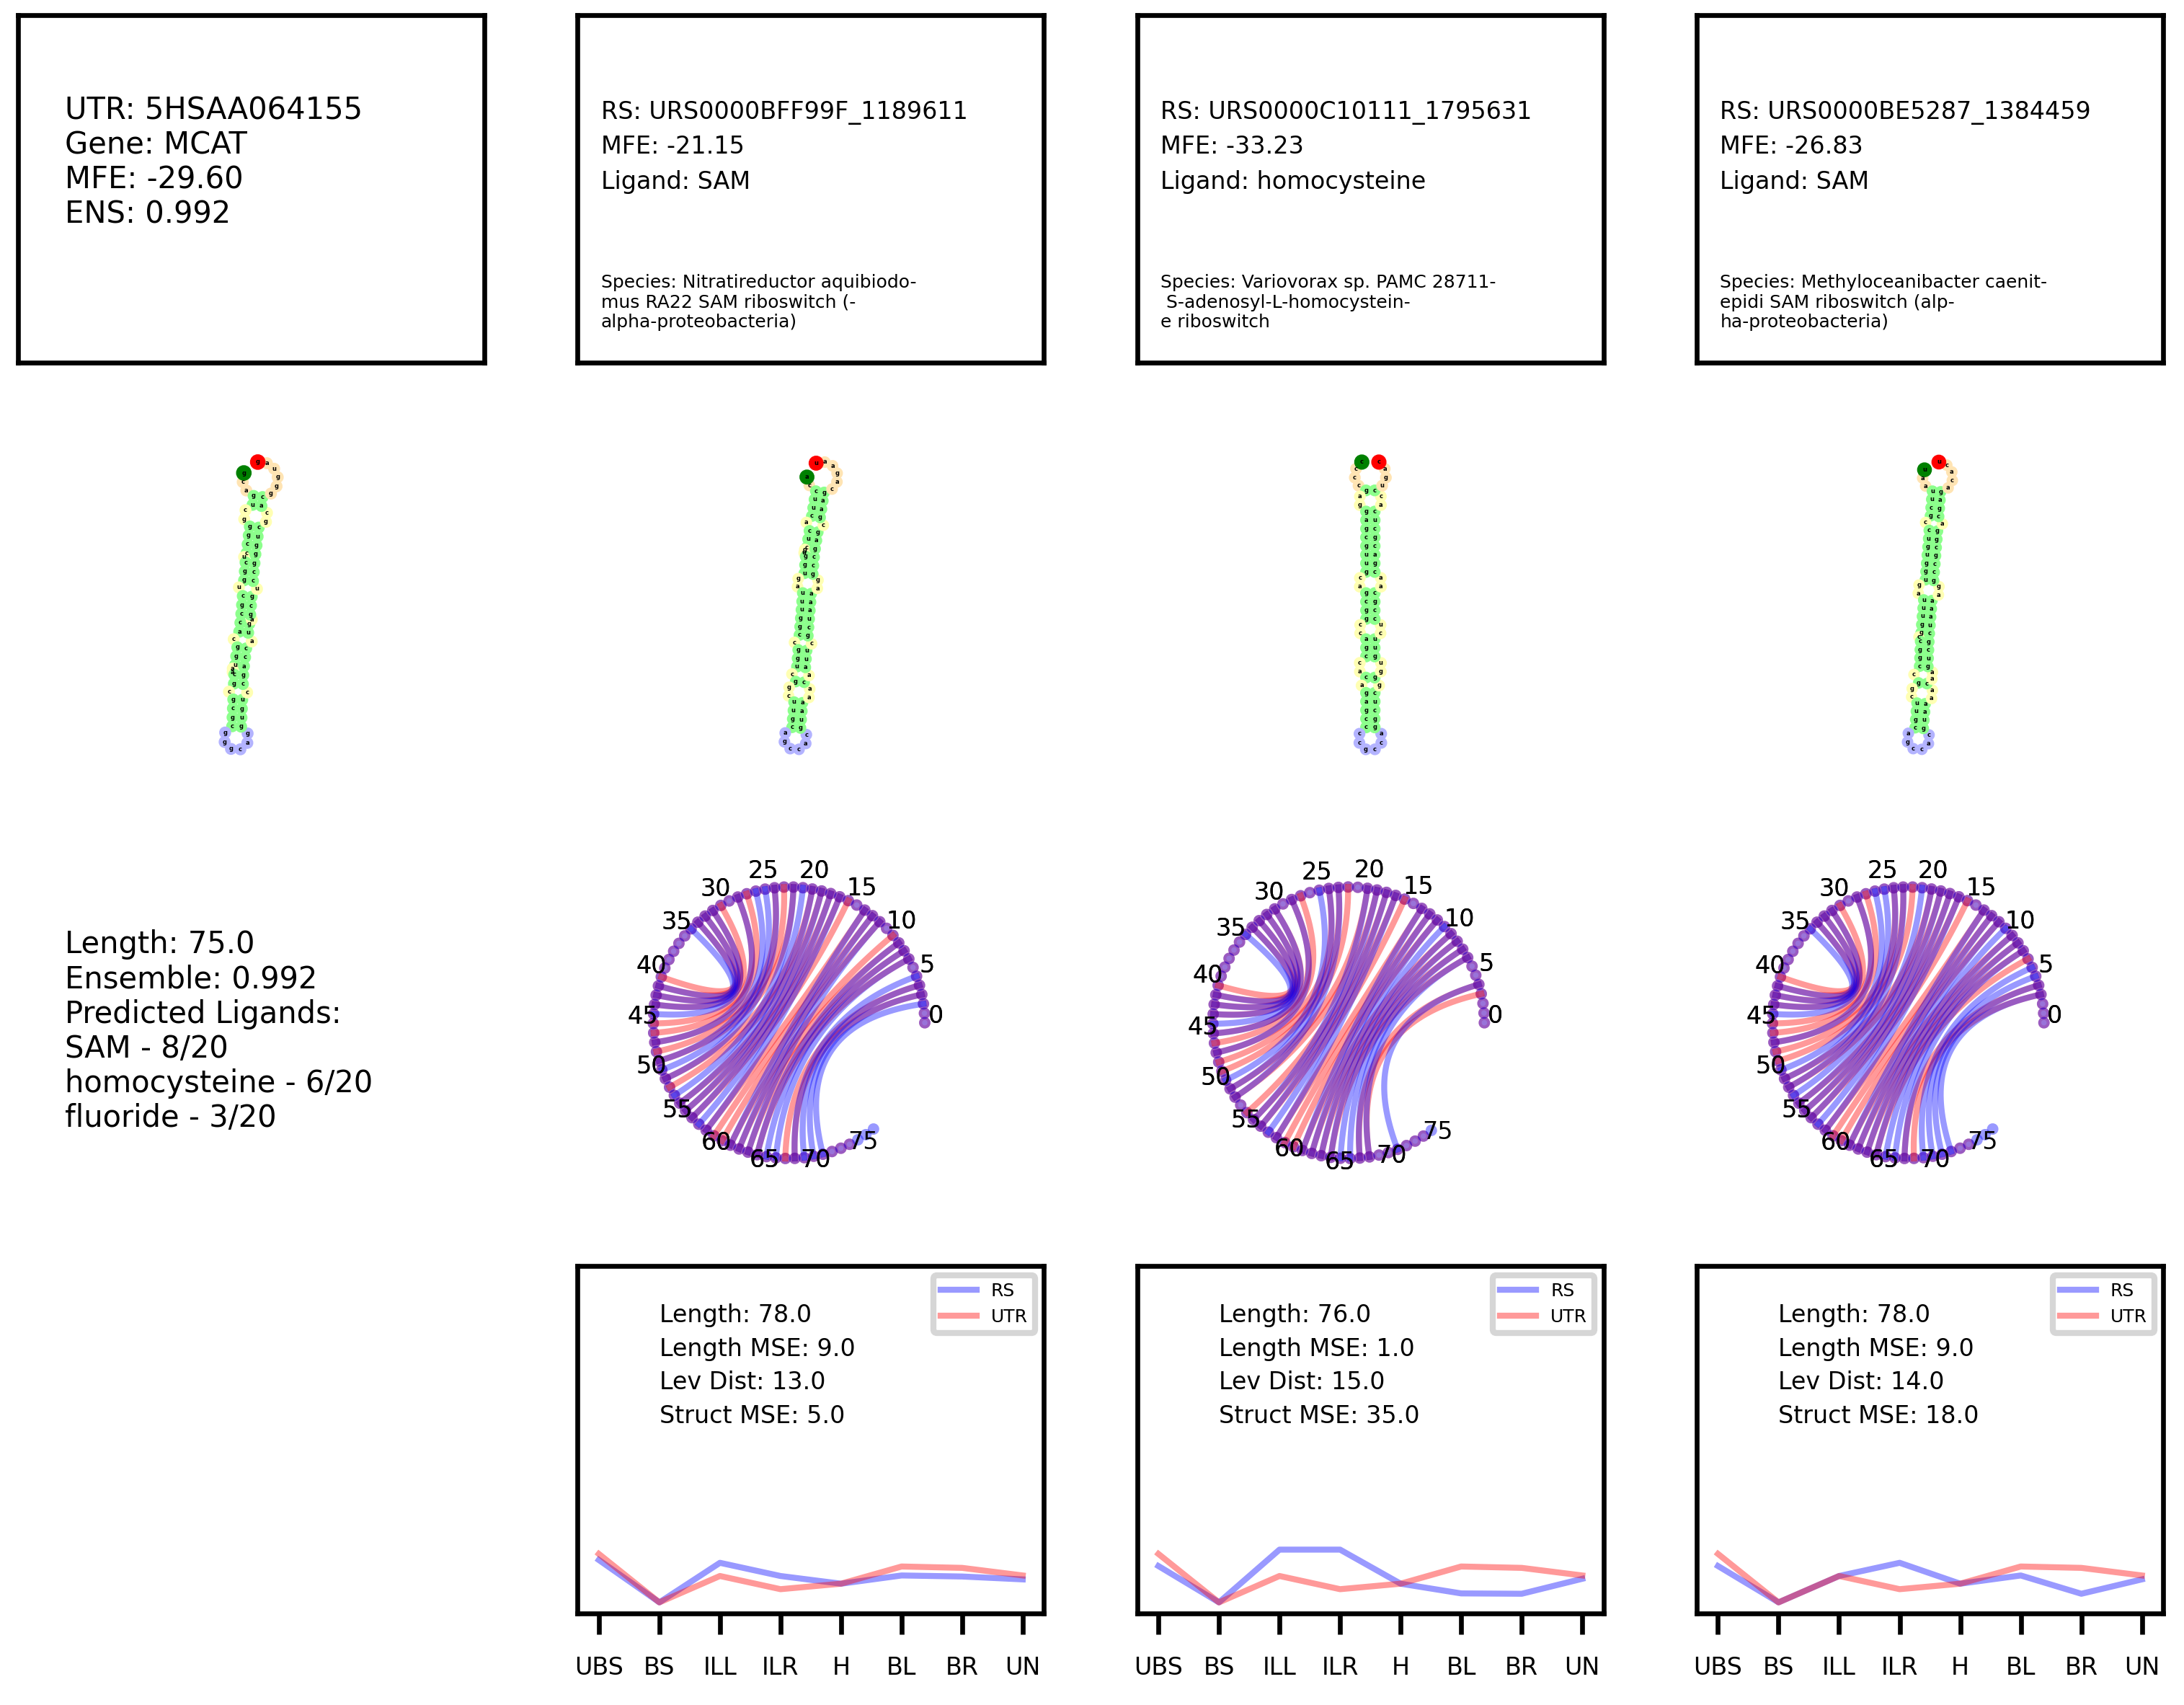 UTR: 5HSAA064155
Gene: MCAT
MFE: -29.60
ENS: 0.992
RS: URS0000BFF99F_1189611
MFE: -21.15
Ligand: SAM
Species: Nitratireductor aquibiodo-
mus RA22 SAM riboswitch (-
alpha-proteobacteria)
RS: URS0000C10111_1795631
MFE: -33.23
Ligand: homocysteine
Species: Variovorax sp. PAMC 28711-
S-adenosyl-L-homocystein-
e riboswitch
RS: URS0000BE5287_1384459
MFE: -26.83
Ligand: SAM
Species: Methyloceanibacter caenit-
epidi SAM riboswitch (alp-
ha-proteobacteria)
Length: 75.0
Ensemble: 0.992
Predicted Ligands:
SAM - 8/20
homocysteine - 6/20
fluoride - 3/20
0 5 10 15 20 25 30 35 40 45 50 55 60 65 70 75
0 5 10 15 20 25 30 35 40 45 50 55 60 65 70 75
0 5 10 15 20 25 30 35 40 45 50 55 60 65 70 75
RS
UTR
Length: 78.0
Length MSE: 9.0
Lev Dist: 13.0
Struct MSE: 5.0
UBS BS ILL ILR H BL BR UN
RS
UTR
Length: 76.0
Length MSE: 1.0
Lev Dist: 15.0
Struct MSE: 35.0
UBS BS ILL ILR H BL BR UN
RS
UTR
Length: 78.0
Length MSE: 9.0
Lev Dist: 14.0
Struct MSE: 18.0
UBS BS ILL ILR H BL BR UN